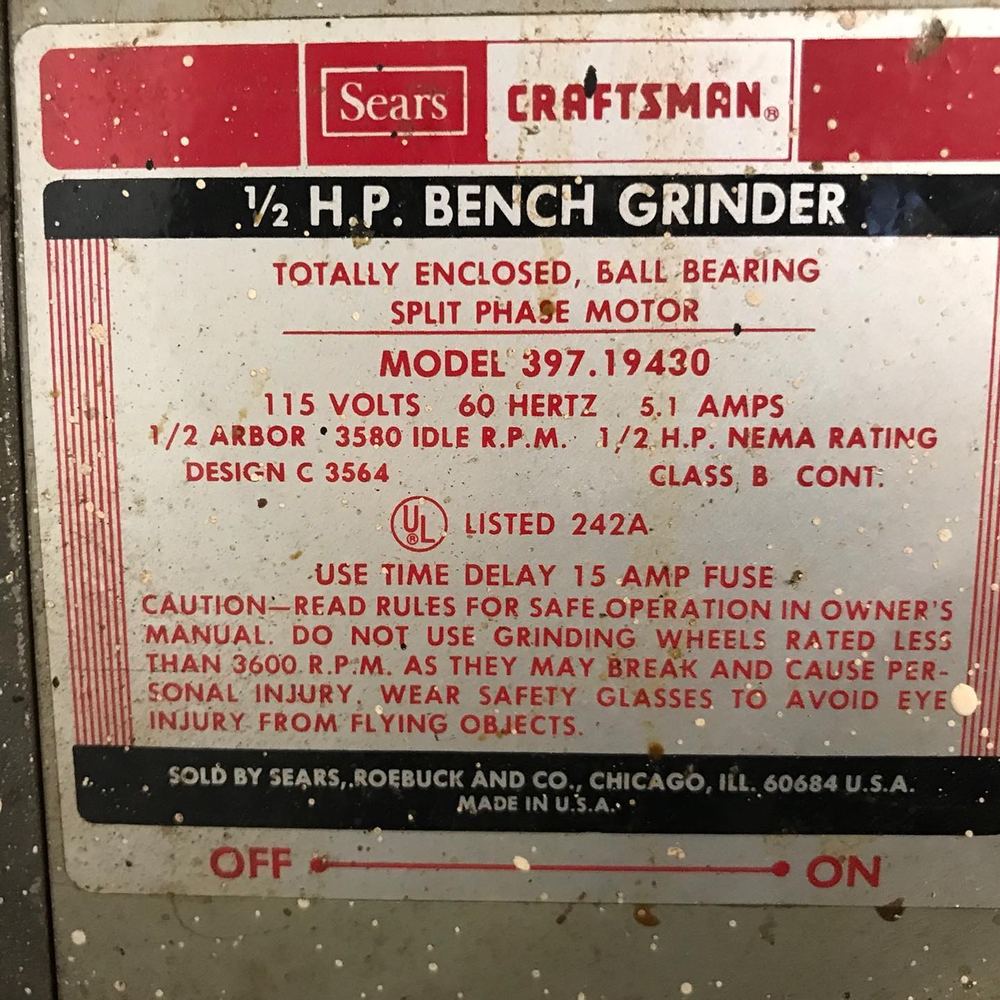 Sears CRAFTSMAN®
½ H.P. BENCH GRINDER
TOTALLY ENCLOSED, BALL BEARING
SPLIT PHASE MOTOR
MODEL 397.19430
115 VOLTS 60 HERTZ 5.1 AMPS
1/2 ARBOR 3580 IDLE R.P.M. 1/2 H.P. NEMA RATING
DESIGN C 3564 CLASS B CONT.
UL® LISTED 242A
USE TIME DELAY 15 AMP FUSE
CAUTION—READ RULES FOR SAFE OPERATION IN OWNER'S
MANUAL. DO NOT USE GRINDING WHEELS RATED LESS
THAN 3600 R.P.M. AS THEY MAY BREAK AND CAUSE PER-
SONAL INJURY. WEAR SAFETY GLASSES TO AVOID EYE
INJURY FROM FLYING OBJECTS.
SOLD BY SEARS, ROEBUCK AND CO., CHICAGO, ILL. 60684 U.S.A.
MADE IN U.S.A.
OFF ON